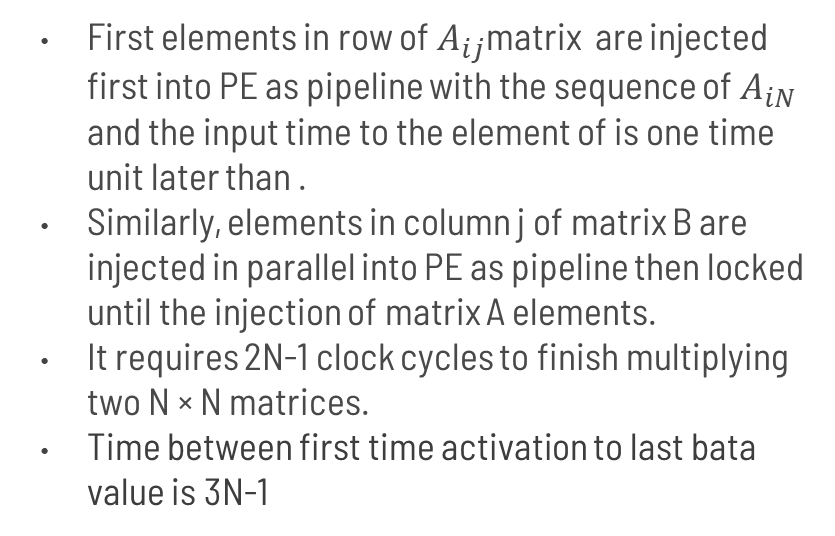 • First elements in row of A_{ij} matrix are injected
first into PE as pipeline with the sequence of A_{iN}
and the input time to the element of is one time
unit later than .
• Similarly, elements in column j of matrix B are
injected in parallel into PE as pipeline then locked
until the injection of matrix A elements.
• It requires 2N-1 clock cycles to finish multiplying
two N × N matrices.
• Time between first time activation to last bata
value is 3N-1